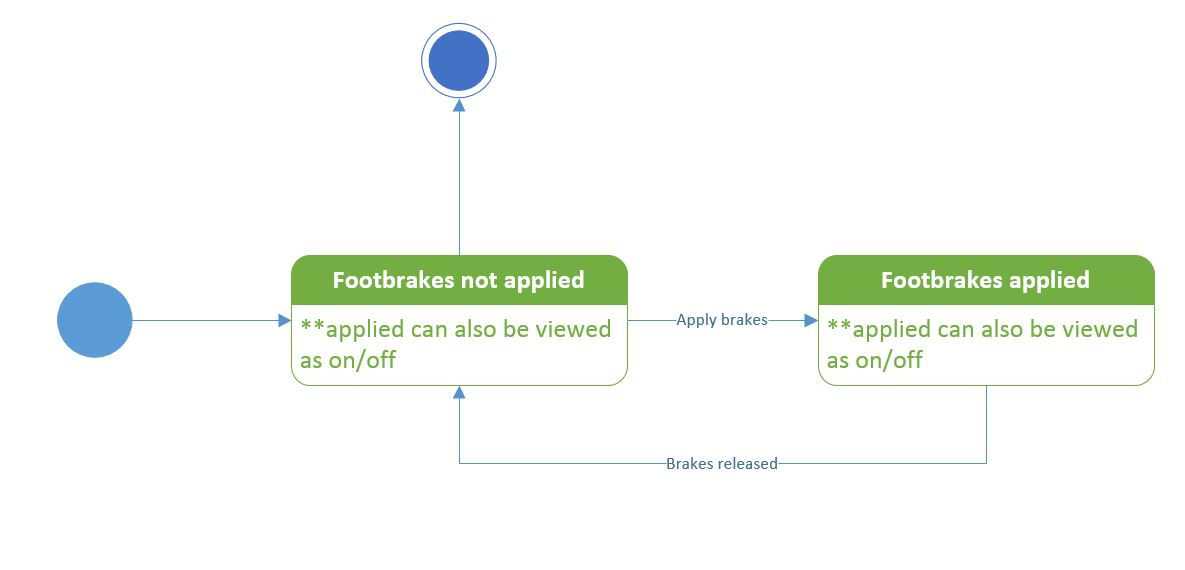 Footbrakes not applied
**applied can also be viewed
as on/off
Apply brakes
Footbrakes applied
**applied can also be viewed
as on/off
Brakes released